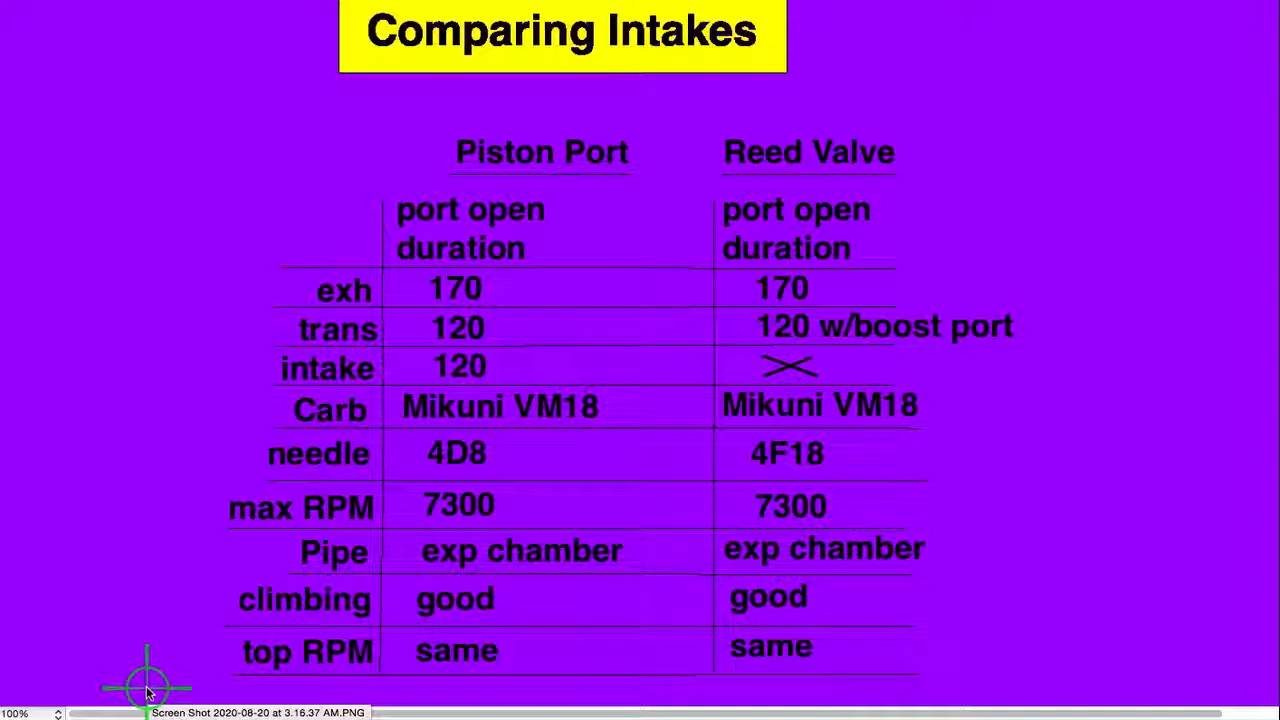 Comparing Intakes
Piston Port Reed Valve
port open port open
duration duration
exh 170 170
trans 120 120 w/boost port
intake 120
Carb Mikuni VM18 Mikuni VM18
needle 4D8 4F18
max RPM 7300 7300
Pipe exp chamber exp chamber
climbing good good
top RPM same same
100% Screen Shot 2020-08-20 at 3.16.37 AM.PNG